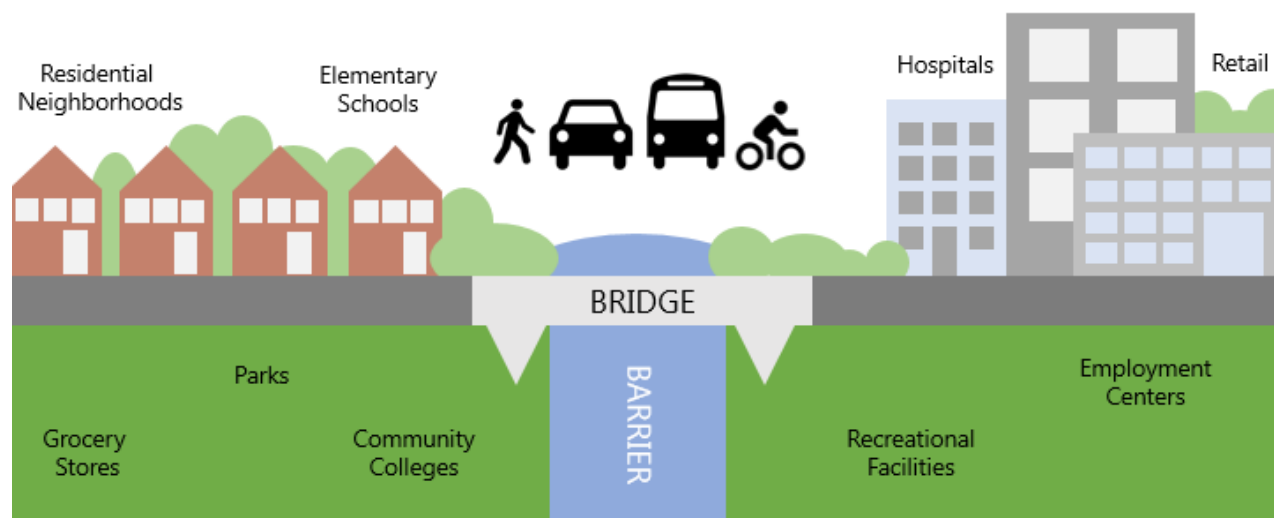 Residential
Neighborhoods
Elementary
Schools
Hospitals
Retail
BRIDGE
BARRIER
Parks
Grocery
Stores
Community
Colleges
Recreational
Facilities
Employment
Centers